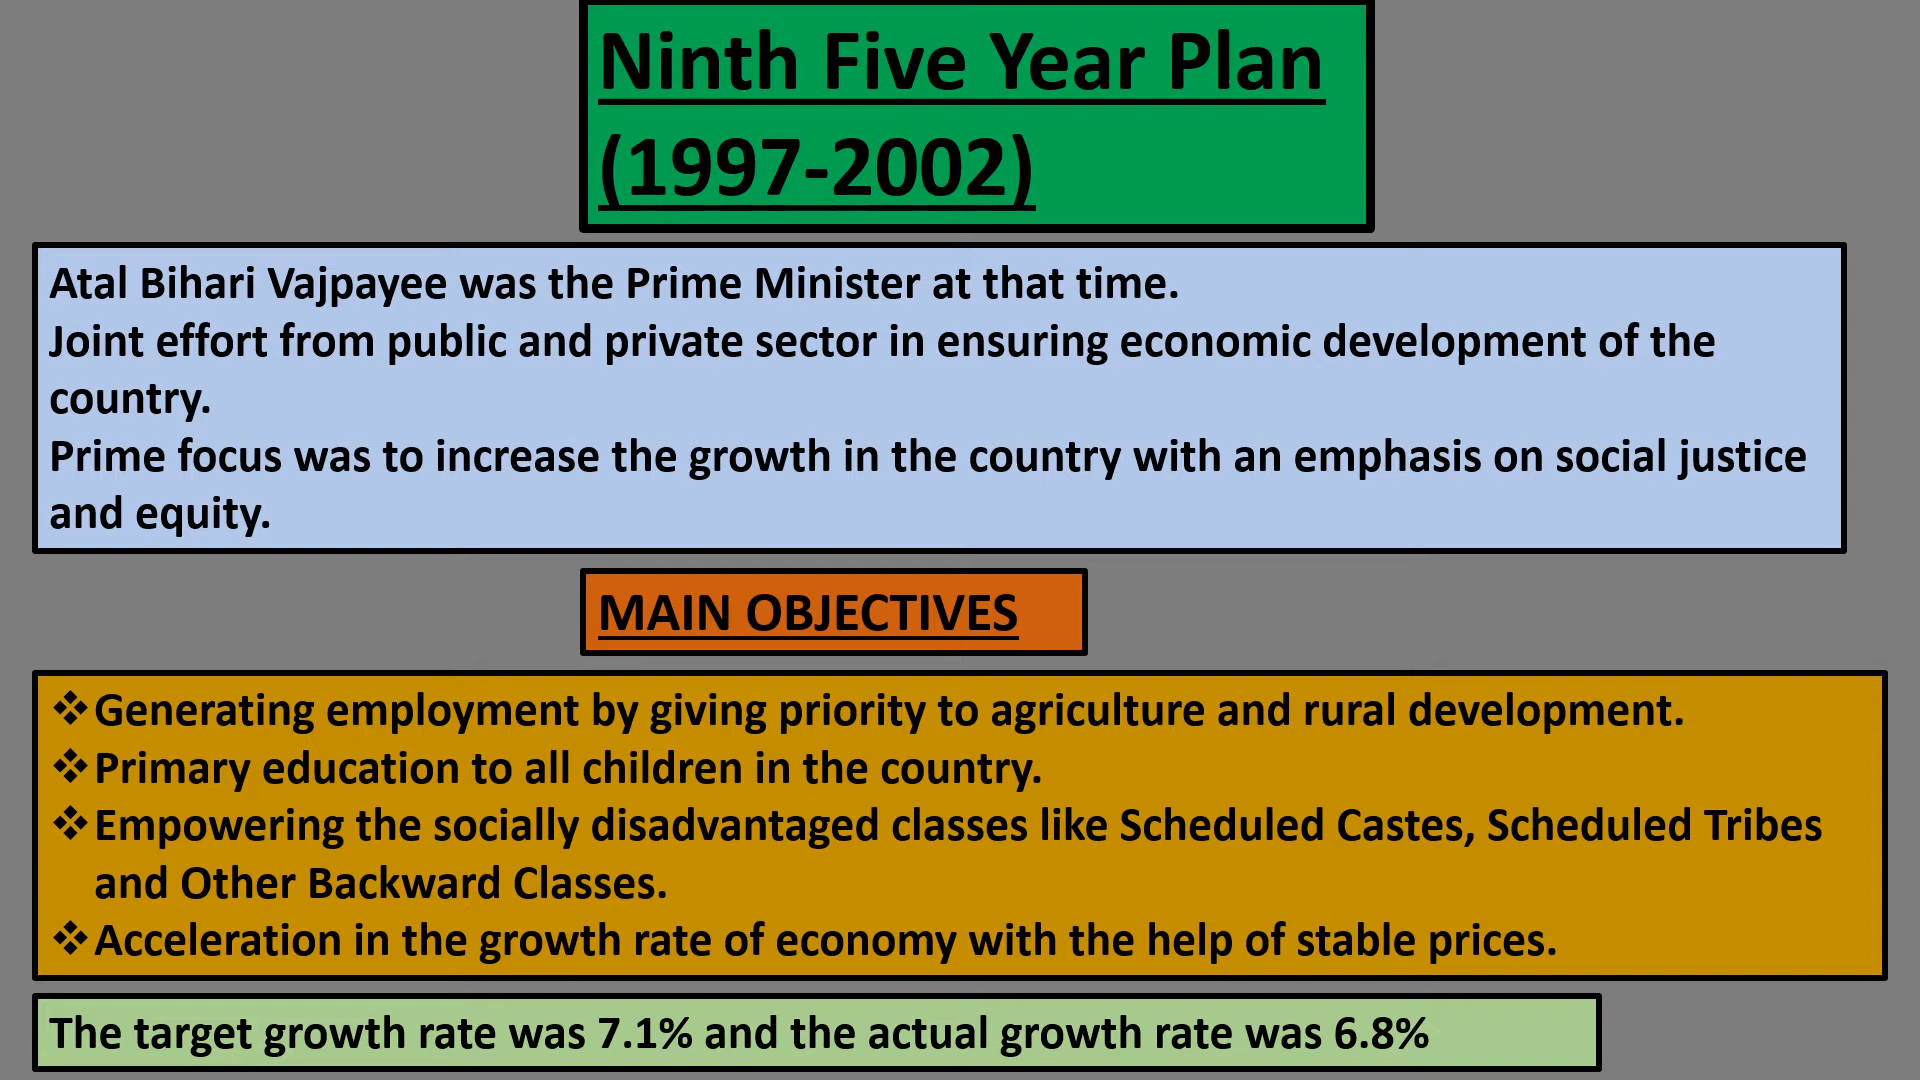 Ninth Five Year Plan
(1997-2002)
Atal Bihari Vajpayee was the Prime Minister at that time.
Joint effort from public and private sector in ensuring economic development of the
country.
Prime focus was to increase the growth in the country with an emphasis on social justice
and equity.
MAIN OBJECTIVES
❖Generating employment by giving priority to agriculture and rural development.
❖Primary education to all children in the country.
❖Empowering the socially disadvantaged classes like Scheduled Castes, Scheduled Tribes
and Other Backward Classes.
❖Acceleration in the growth rate of economy with the help of stable prices.
The target growth rate was 7.1% and the actual growth rate was 6.8%